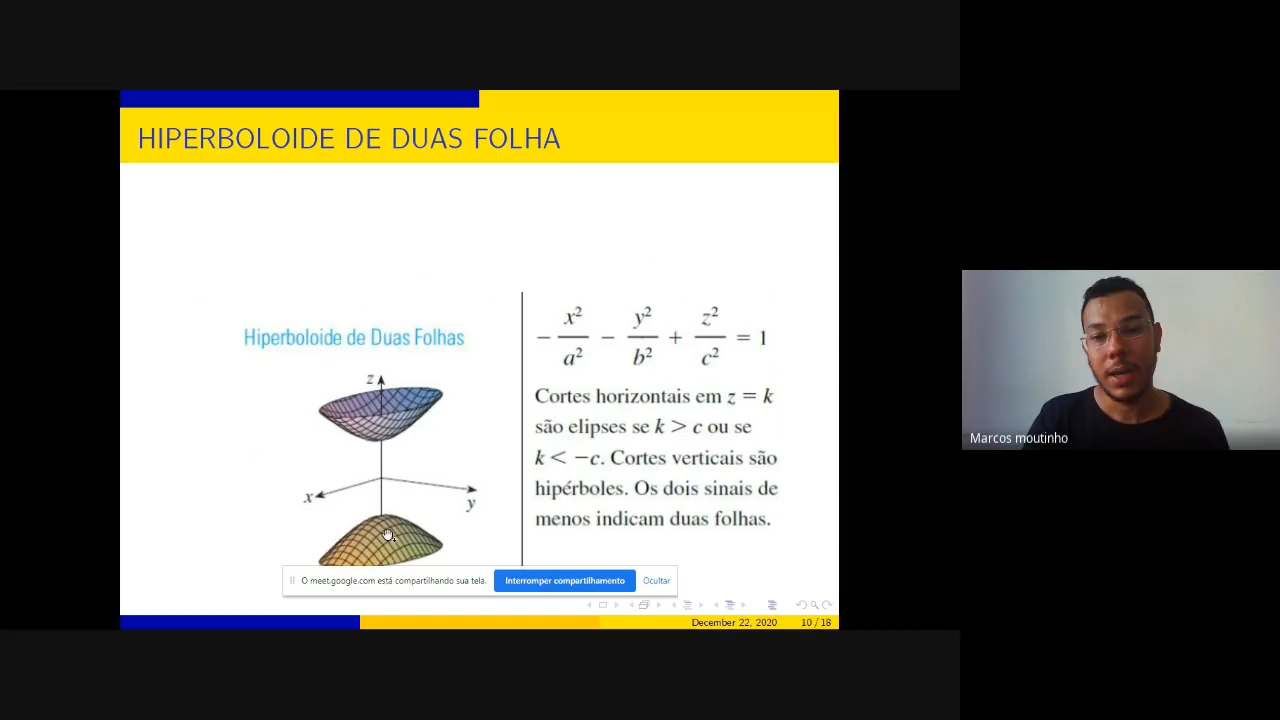 HIPERBOLOIDE DE DUAS FOLHA
Hiperboloide de Duas Folhas
z
x
y
− x²/a² − y²/b² + z²/c² = 1
Cortes horizontais em z = k
são elipses se k > c ou se
k < −c. Cortes verticais são
hipérboles. Os dois sinais de
menos indicam duas folhas.
O meet.google.com está compartilhando sua tela.
Interromper compartilhamento
Ocultar
December 22, 2020
10 / 18
Marcos moutinho